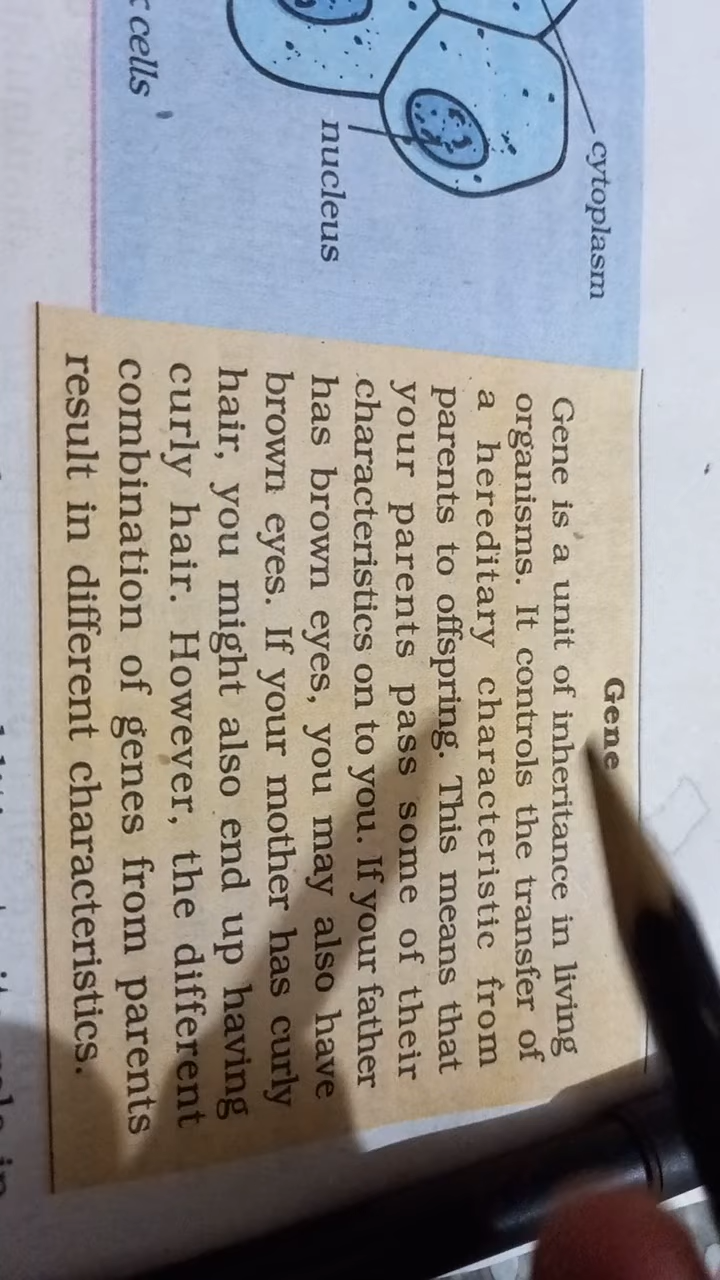 cytoplasm
nucleus
cells
Gene
Gene is a unit of inheritance in living
organisms. It controls the transfer of
a hereditary characteristic from
parents to offspring. This means that
your parents pass some of their
characteristics on to you. If your father
has brown eyes, you may also have
brown eyes. If your mother has curly
hair, you might also end up having
curly hair. However, the different
combination of genes from parents
result in different characteristics.